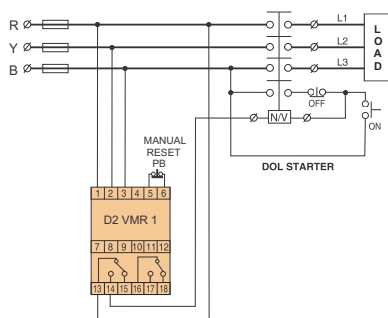 R
Y
B
L1
L2
L3
LOAD
OFF
ON
N/V
DOL STARTER
MANUAL
RESET
PB
1 2 3 4 5 6
D2 VMR 1
7 8 9 10 11 12
13 14 15 16 17 18